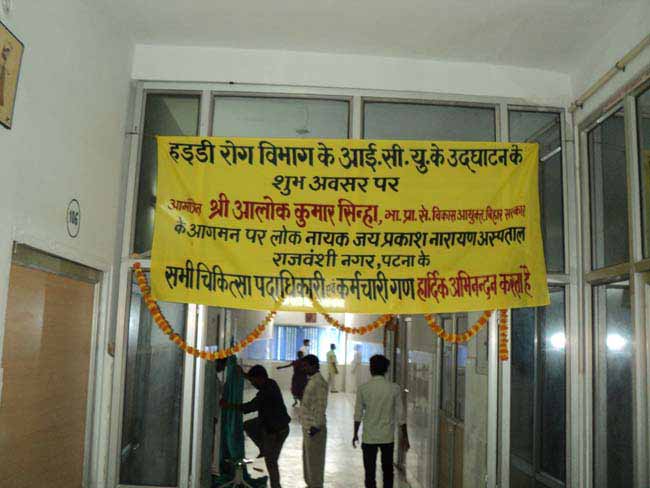 हड्डी रोग विभाग के आई.सी.यु.के उद्घाटन के
शुभ अवसर पर
आमंत्रित श्री आलोक कुमार सिन्हा, भा.प्रा.से. विकास आयुक्त, बिहार सरकार
के आगमन पर लोक नायक जय प्रकाश नारायण अस्पताल
राजवंशी नगर, पटना के
सभी चिकित्सा पदाधिकारी एवं कर्मचारी गण हार्दिक अभिनन्दन करता है
106